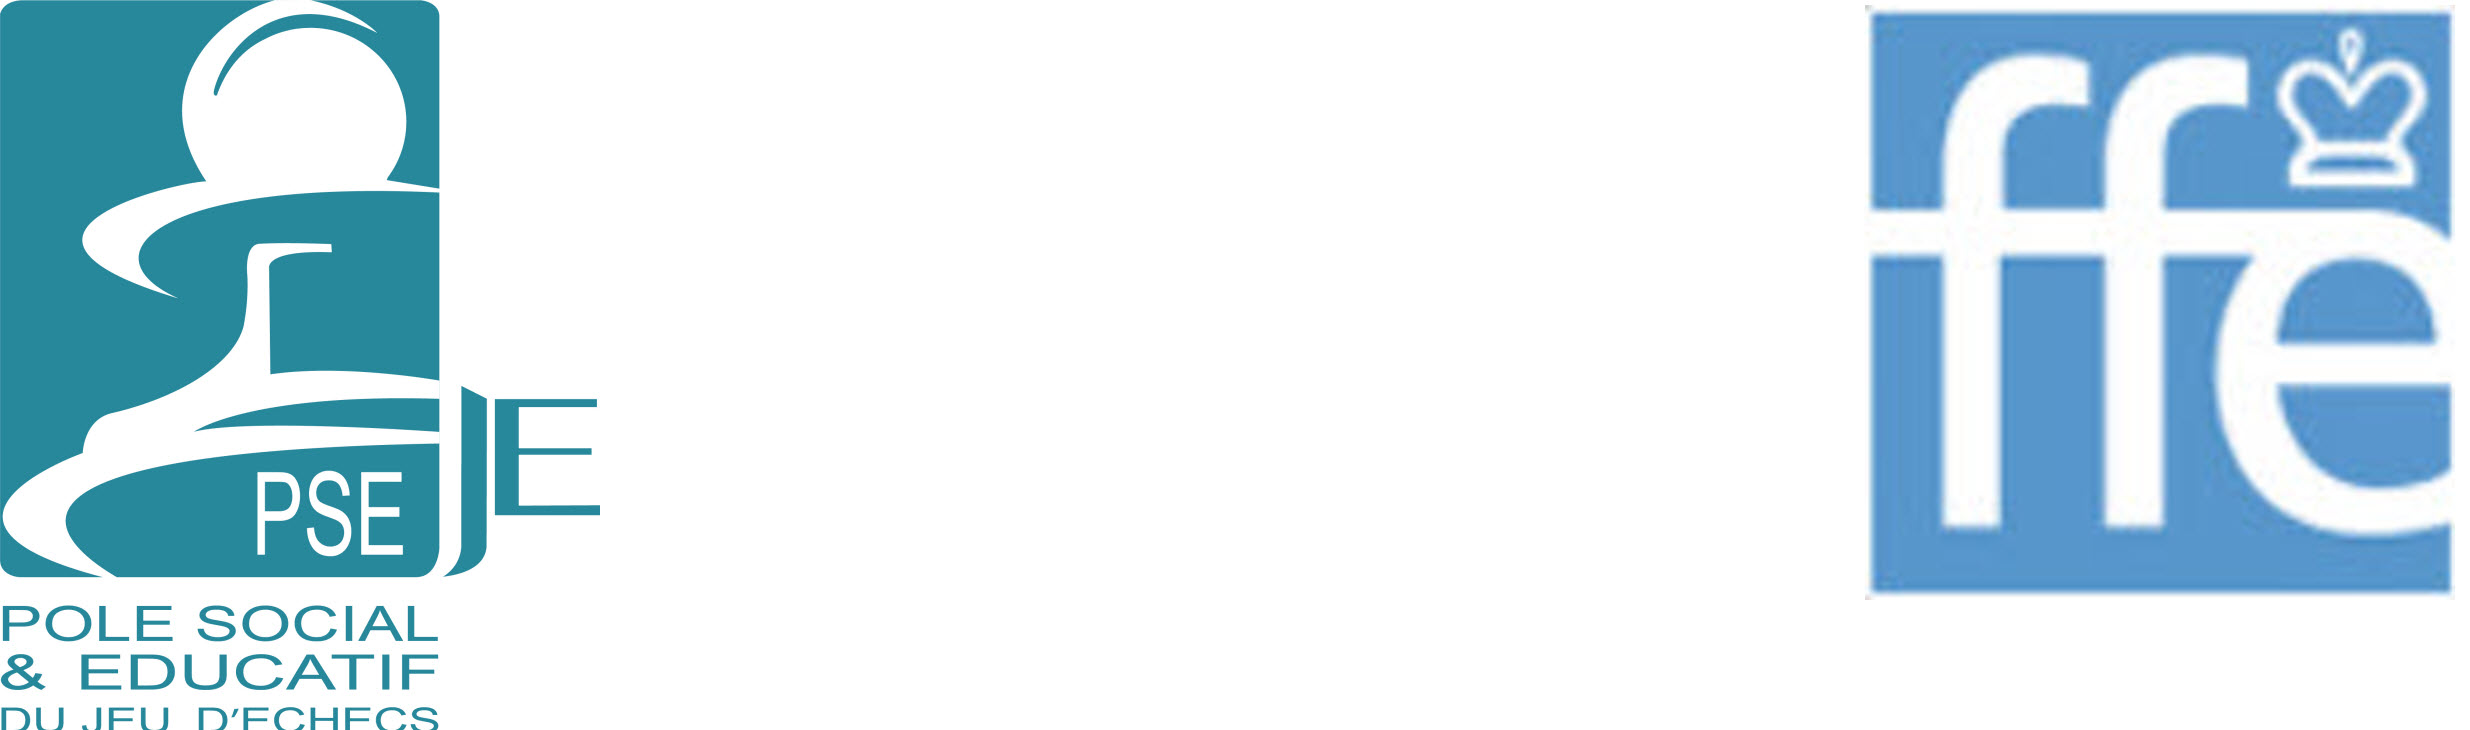 PSE
JE
POLE SOCIAL
& EDUCATIF
DU JEU D'ECHECS
ffe